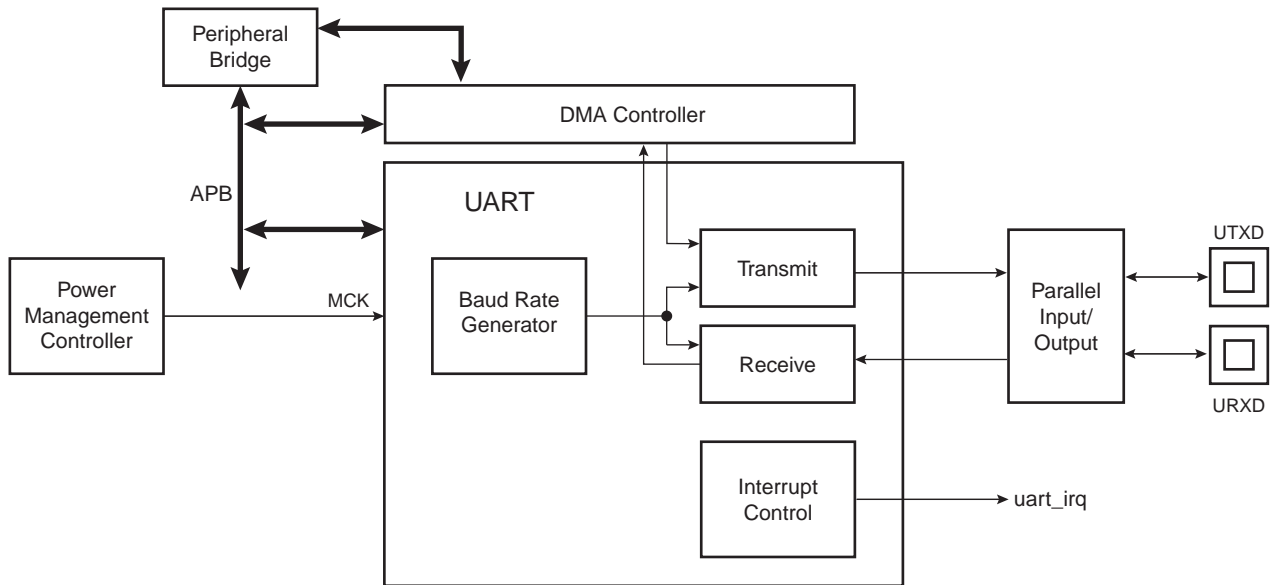 Peripheral
Bridge
DMA Controller
APB
UART
UTXD
Transmit
Power
Management
Controller
MCK
Baud Rate
Generator
Parallel
Input/
Output
Receive
URXD
Interrupt
Control
uart_irq